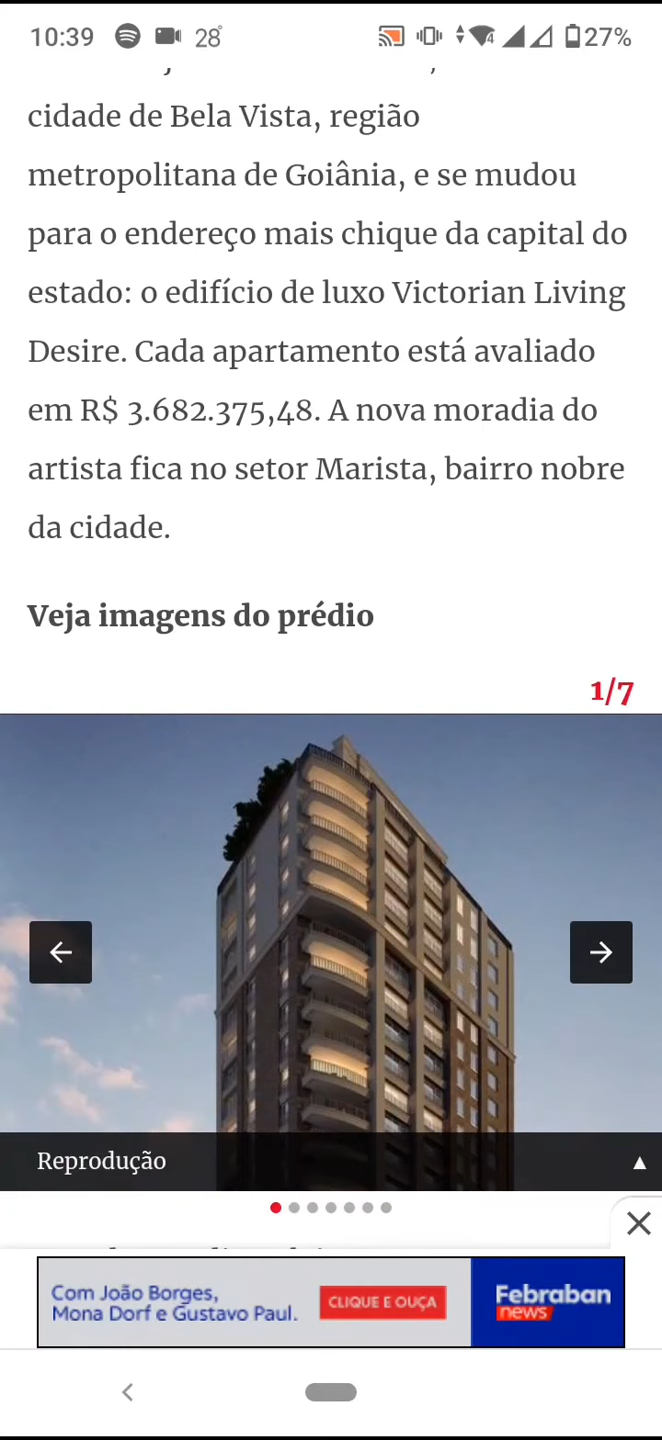 10:39
28°
4
27%
cidade de Bela Vista, região
metropolitana de Goiânia, e se mudou
para o endereço mais chique da capital do
estado: o edifício de luxo Victorian Living
Desire. Cada apartamento está avaliado
em R$ 3.682.375,48. A nova moradia do
artista fica no setor Marista, bairro nobre
da cidade.
Veja imagens do prédio
1/7
Reprodução
Com João Borges,
Mona Dorf e Gustavo Paul.
CLIQUE E OUÇA
Febraban
news